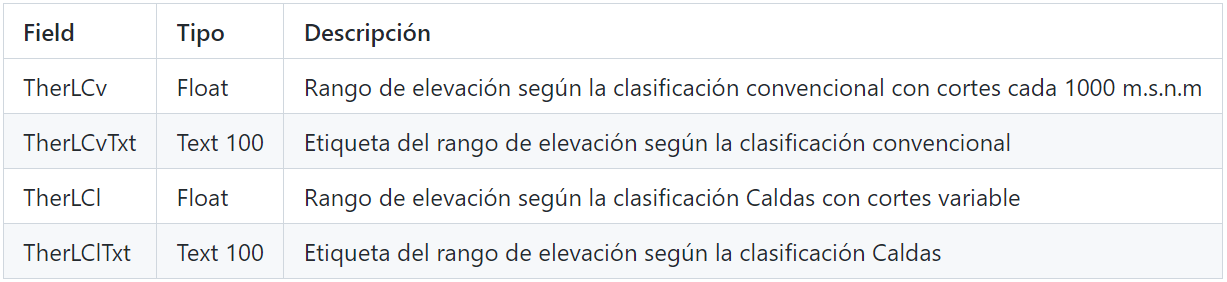 Field Tipo Descripción
TherLCv Float Rango de elevación según la clasificación convencional con cortes cada 1000 m.s.n.m
TherLCvTxt Text 100 Etiqueta del rango de elevación según la clasificación convencional
TherLCl Float Rango de elevación según la clasificación Caldas con cortes variable
TherLClTxt Text 100 Etiqueta del rango de elevación según la clasificación Caldas